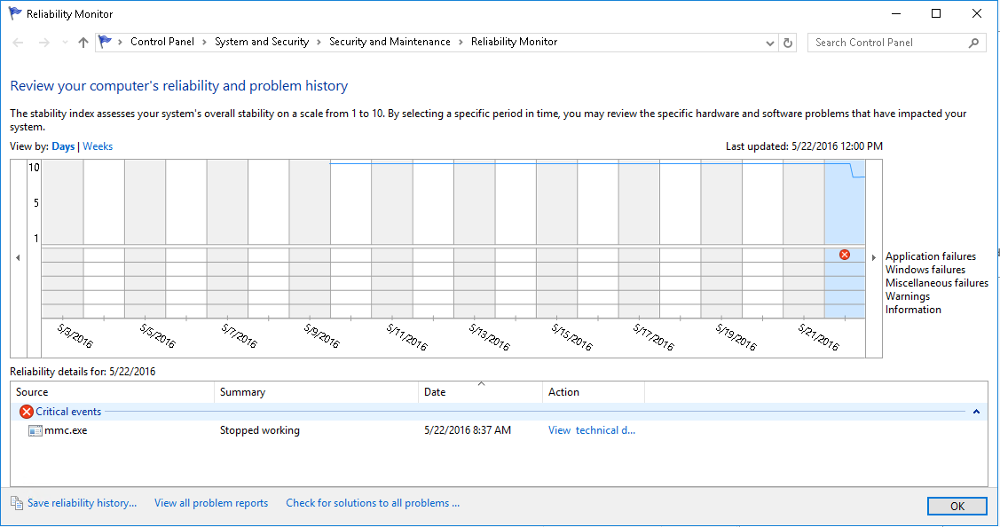 Reliability Monitor
Control Panel > System and Security > Security and Maintenance > Reliability Monitor
Search Control Panel
Review your computer's reliability and problem history
The stability index assesses your system's overall stability on a scale from 1 to 10. By selecting a specific period in time, you may review the specific hardware and software problems that have impacted your
system.
View by: Days | Weeks
Last updated: 5/22/2016 12:00 PM
10
5
1
Application failures
Windows failures
Miscellaneous failures
Warnings
Information
5/3/2016
5/5/2016
5/7/2016
5/9/2016
5/11/2016
5/13/2016
5/15/2016
5/17/2016
5/19/2016
5/21/2016
Reliability details for: 5/22/2016
Source Summary Date Action
Critical events
mmc.exe Stopped working 5/22/2016 8:37 AM View technical d...
Save reliability history... View all problem reports Check for solutions to all problems ...
OK